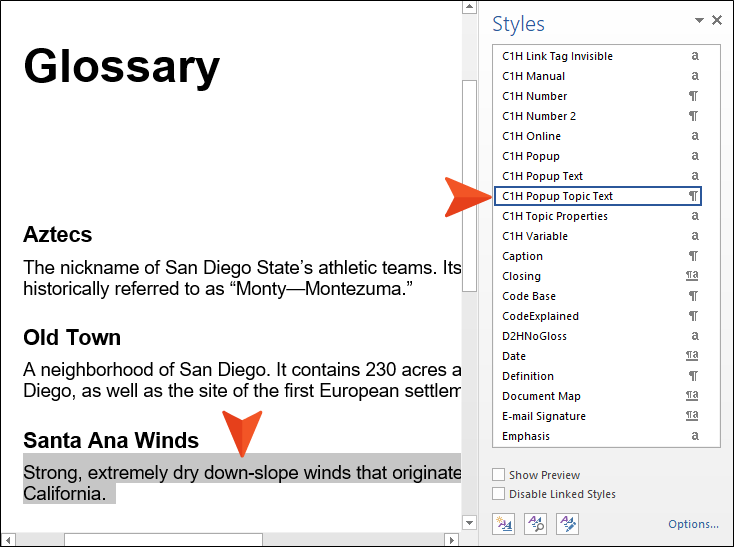 Glossary
Aztecs
The nickname of San Diego State’s athletic teams. Its
historically referred to as “Monty—Montezuma.”
Old Town
A neighborhood of San Diego. It contains 230 acres a
Diego, as well as the site of the first European settlem
Santa Ana Winds
Strong, extremely dry down-slope winds that originate
California.
Styles
C1H Link Tag Invisible a
C1H Manual a
C1H Number ¶
C1H Number 2 ¶
C1H Online a
C1H Popup a
C1H Popup Text a
C1H Popup Topic Text ¶
C1H Topic Properties a
C1H Variable a
Caption ¶
Closing ¶a
Code Base ¶
CodeExplained ¶
D2HNoGloss a
Date ¶a
Definition ¶
Document Map ¶a
E-mail Signature ¶a
Emphasis a
Show Preview
Disable Linked Styles
Options...